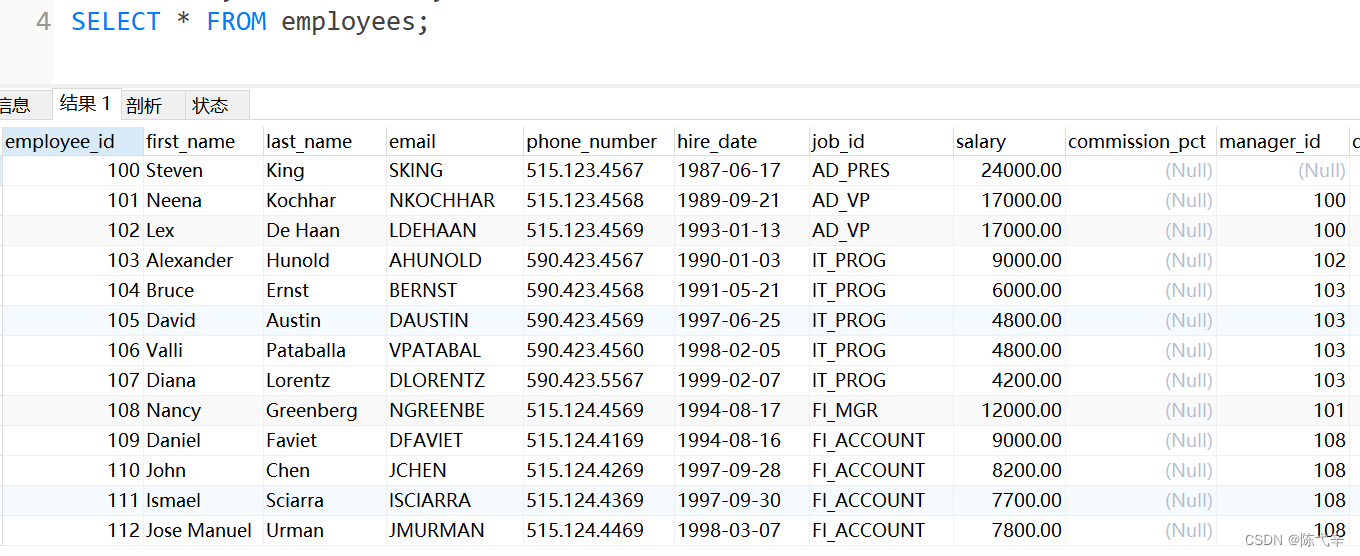 4 SELECT * FROM employees;
信息 结果 1 剖析 状态
employee_id first_name last_name email phone_number hire_date job_id salary commission_pct manager_id
100 Steven King SKING 515.123.4567 1987-06-17 AD_PRES 24000.00 (Null) (Null)
101 Neena Kochhar NKOCHHAR 515.123.4568 1989-09-21 AD_VP 17000.00 (Null) 100
102 Lex De Haan LDEHAAN 515.123.4569 1993-01-13 AD_VP 17000.00 (Null) 100
103 Alexander Hunold AHUNOLD 590.423.4567 1990-01-03 IT_PROG 9000.00 (Null) 102
104 Bruce Ernst BERNST 590.423.4568 1991-05-21 IT_PROG 6000.00 (Null) 103
105 David Austin DAUSTIN 590.423.4569 1997-06-25 IT_PROG 4800.00 (Null) 103
106 Valli Pataballa VPATABAL 590.423.4560 1998-02-05 IT_PROG 4800.00 (Null) 103
107 Diana Lorentz DLORENTZ 590.423.5567 1999-02-07 IT_PROG 4200.00 (Null) 103
108 Nancy Greenberg NGREENBE 515.124.4569 1994-08-17 FI_MGR 12000.00 (Null) 101
109 Daniel Faviet DFAVIET 515.124.4169 1994-08-16 FI_ACCOUNT 9000.00 (Null) 108
110 John Chen JCHEN 515.124.4269 1997-09-28 FI_ACCOUNT 8200.00 (Null) 108
111 Ismael Sciarra ISCIARRA 515.124.4369 1997-09-30 FI_ACCOUNT 7700.00 (Null) 108
112 Jose Manuel Urman JMURMAN 515.124.4469 1998-03-07 FI_ACCOUNT 7800.00 (Null) 108
CSDN @陈弋辛